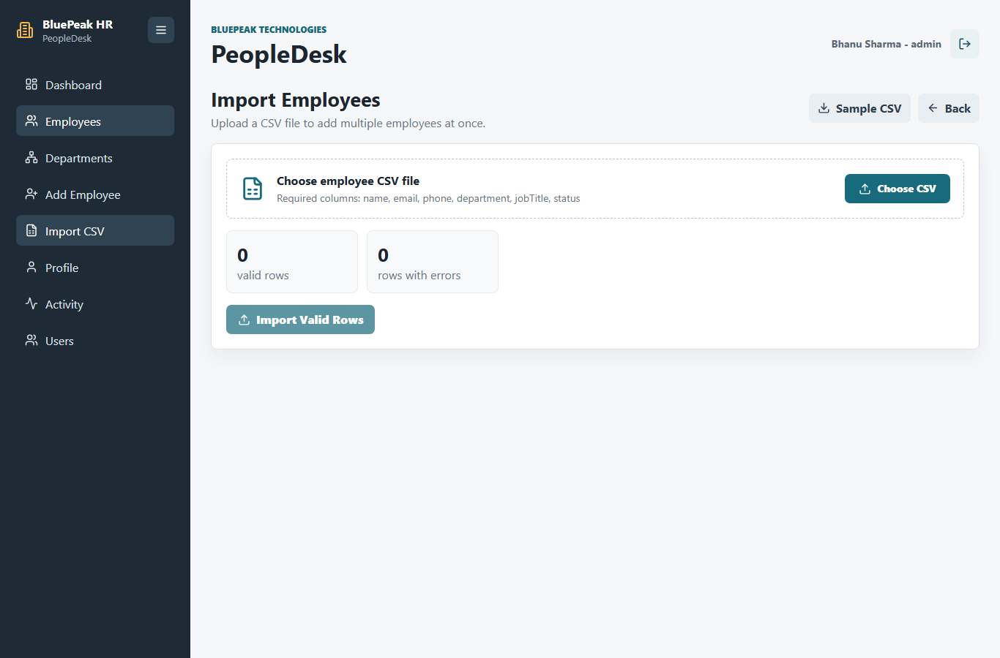 BluePeak HR
PeopleDesk
Dashboard
Employees
Departments
Add Employee
Import CSV
Profile
Activity
Users
BLUEPEAK TECHNOLOGIES
PeopleDesk
Bhanu Sharma - admin
Import Employees
Upload a CSV file to add multiple employees at once.
Sample CSV
Back
Choose employee CSV file
Required columns: name, email, phone, department, jobTitle, status
Choose CSV
0
valid rows
0
rows with errors
Import Valid Rows